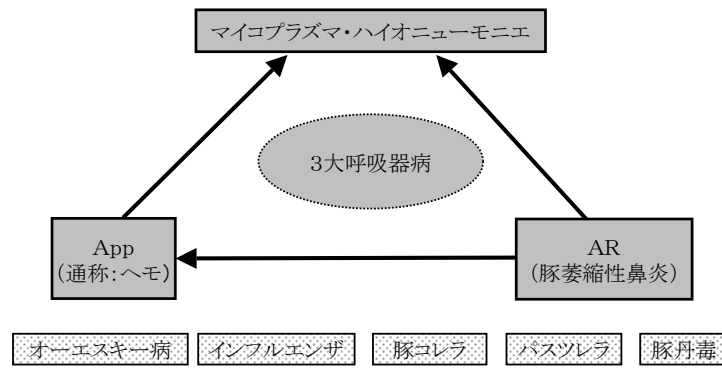 マイコプラズマ・ハイオニューモニエ
3大呼吸器病
App
(通称:ヘモ)
AR
(豚萎縮性鼻炎)
オーエスキー病
インフルエンザ
豚コレラ
パスツレラ
豚丹毒